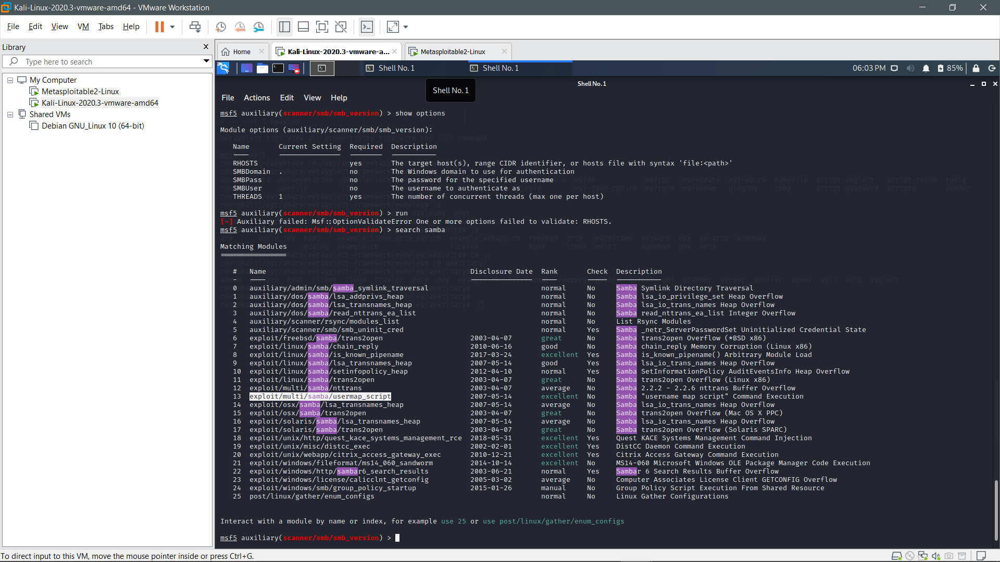 Kali-Linux-2020.3-vmware-amd64 - VMware Workstation
File Edit View VM Tabs Help
Library
Type here to search
My Computer
Metasploitable2-Linux
Kali-Linux-2020.3-vmware-amd64
Shared VMs
Debian GNU_Linux 10 (64-bit)
Home
Kali-Linux-2020.3-vmware-a...
Metasploitable2-Linux
Shell No. 1
Shell No. 1
06:03 PM
85%
Shell No. 1
Shell No. 1
File Actions Edit View Help
msf5 auxiliary(scanner/smb/smb_version) > show options
Module options (auxiliary/scanner/smb/smb_version):
Name Current Setting Required Description
RHOSTS yes The target host(s), range CIDR identifier, or hosts file with syntax 'file:<path>'
SMBDomain . no The Windows domain to use for authentication
SMBPass no The password for the specified username
SMBUser no The username to authenticate as
THREADS 1 yes The number of concurrent threads (max one per host)
msf5 auxiliary(scanner/smb/smb_version) > run
[-] Auxiliary failed: Msf::OptionValidateError One or more options failed to validate: RHOSTS.
msf5 auxiliary(scanner/smb/smb_version) > search samba
Matching Modules
================
# Name Disclosure Date Rank Check Description
0 auxiliary/admin/smb/samba_symlink_traversal normal No Samba Symlink Directory Traversal
1 auxiliary/dos/samba/lsa_addprivs_heap normal No Samba lsa_io_privilege_set Heap Overflow
2 auxiliary/dos/samba/lsa_transnames_heap normal No Samba lsa_io_trans_names Heap Overflow
3 auxiliary/dos/samba/read_nttrans_ea_list normal No Samba read_nttrans_ea_list Integer Overflow
4 auxiliary/scanner/rsync/modules_list normal No List Rsync Modules
5 auxiliary/scanner/smb/smb_uninit_cred normal Yes Samba _netr_ServerPasswordSet Uninitialized Credential State
6 exploit/freebsd/samba/trans2open 2003-04-07 great No Samba trans2open Overflow (*BSD x86)
7 exploit/linux/samba/chain_reply 2010-06-16 good No Samba chain_reply Memory Corruption (Linux x86)
8 exploit/linux/samba/is_known_pipename 2017-03-24 excellent Yes Samba is_known_pipename() Arbitrary Module Load
9 exploit/linux/samba/lsa_transnames_heap 2007-05-14 good Yes Samba lsa_io_trans_names Heap Overflow
10 exploit/linux/samba/setinfopolicy_heap 2012-04-10 normal Yes Samba SetInformationPolicy AuditEventsInfo Heap Overflow
11 exploit/linux/samba/trans2open 2003-04-07 great No Samba trans2open Overflow (Linux x86)
12 exploit/multi/samba/nttrans 2003-04-07 average No Samba 2.2.2 - 2.2.6 nttrans Buffer Overflow
13 exploit/multi/samba/usermap_script 2007-05-14 excellent No Samba "username map script" Command Execution
14 exploit/osx/samba/lsa_transnames_heap 2007-05-14 average No Samba lsa_io_trans_names Heap Overflow
15 exploit/osx/samba/trans2open 2003-04-07 great No Samba trans2open Overflow (Mac OS X PPC)
16 exploit/solaris/samba/lsa_transnames_heap 2007-05-14 average No Samba lsa_io_trans_names Heap Overflow
17 exploit/solaris/samba/trans2open 2003-04-07 great No Samba trans2open Overflow (Solaris SPARC)
18 exploit/unix/http/quest_kace_systems_management_rce 2018-05-31 excellent Yes Quest KACE Systems Management Command Injection
19 exploit/unix/misc/distcc_exec 2002-02-01 excellent Yes DistCC Daemon Command Execution
20 exploit/unix/webapp/citrix_access_gateway_exec 2010-12-21 excellent Yes Citrix Access Gateway Command Execution
21 exploit/windows/fileformat/ms14_060_sandworm 2014-10-14 excellent No MS14-060 Microsoft Windows OLE Package Manager Code Execution
22 exploit/windows/http/sambar6_search_results 2003-06-21 normal Yes Sambar 6 Search Results Buffer Overflow
23 exploit/windows/license/calicclnt_getconfig 2005-03-02 average No Computer Associates License Client GETCONFIG Overflow
24 exploit/windows/smb/group_policy_startup 2015-01-26 manual No Group Policy Script Execution From Shared Resource
25 post/linux/gather/enum_configs normal No Linux Gather Configurations
Interact with a module by name or index, for example use 25 or use post/linux/gather/enum_configs
msf5 auxiliary(scanner/smb/smb_version) >
To direct input to this VM, move the mouse pointer inside or press Ctrl+G.